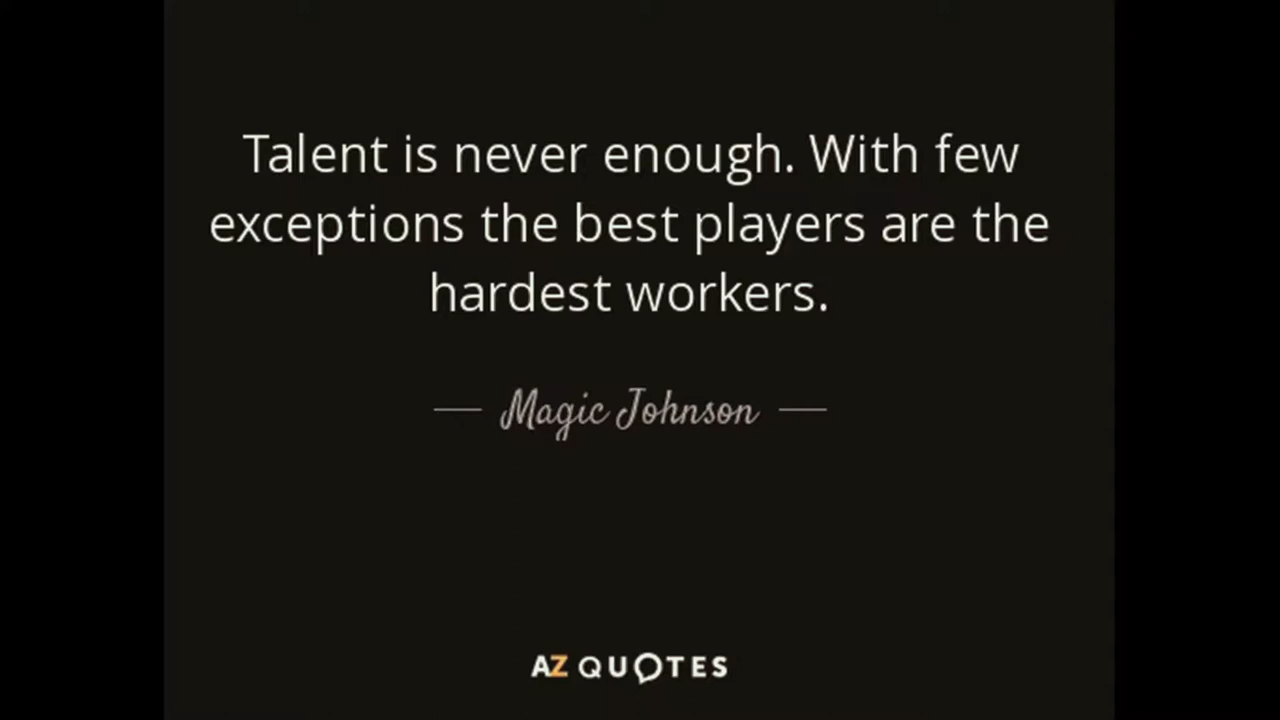 Talent is never enough. With few
exceptions the best players are the
hardest workers.
Magic Johnson
AZ QUOTES